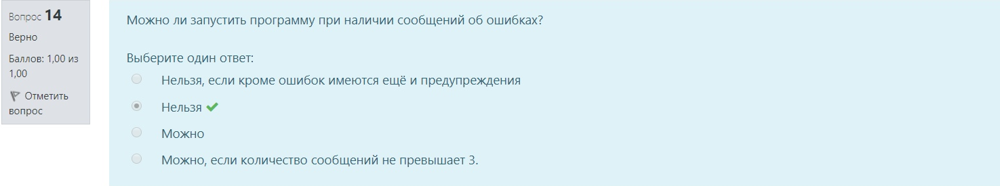 Вопрос 14
Верно
Баллов: 1,00 из
1,00
Отметить
вопрос
Можно ли запустить программу при наличии сообщений об ошибках?
Выберите один ответ:
Нельзя, если кроме ошибок имеются ещё и предупреждения
Нельзя
Можно
Можно, если количество сообщений не превышает 3.